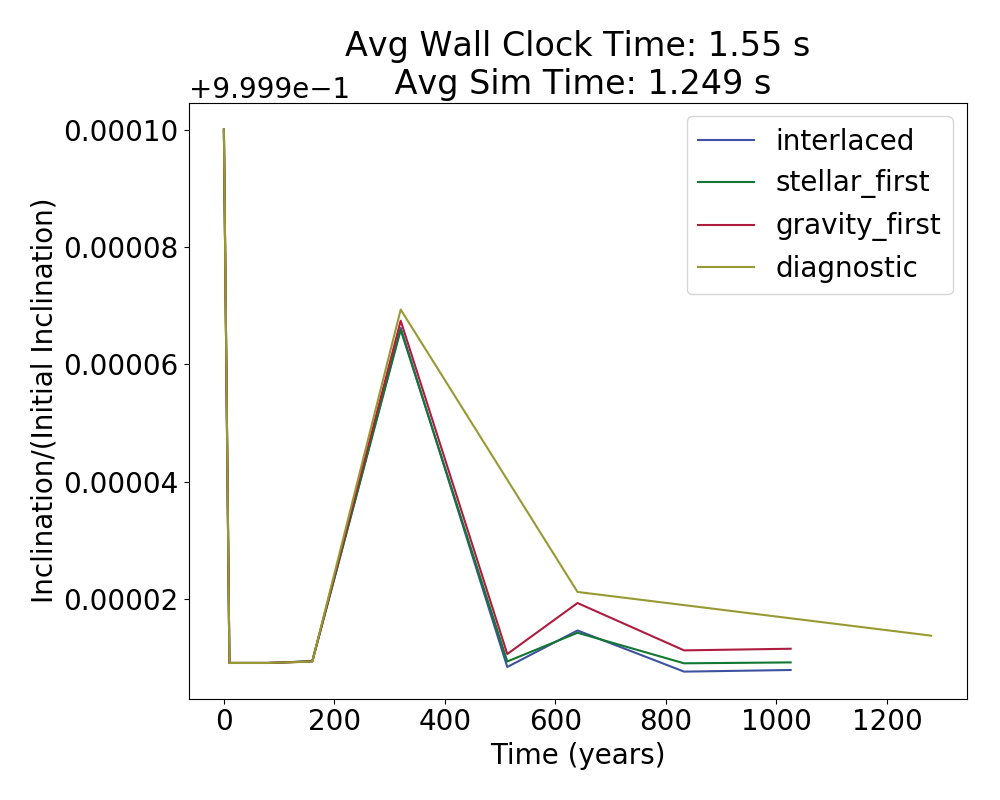 Avg Wall Clock Time: 1.55 s
Avg Sim Time: 1.249 s
+9.999e−1
0.00010
0.00008
0.00006
0.00004
0.00002
Inclination/(Initial Inclination)
interlaced
stellar_first
gravity_first
diagnostic
0 200 400 600 800 1000 1200
Time (years)